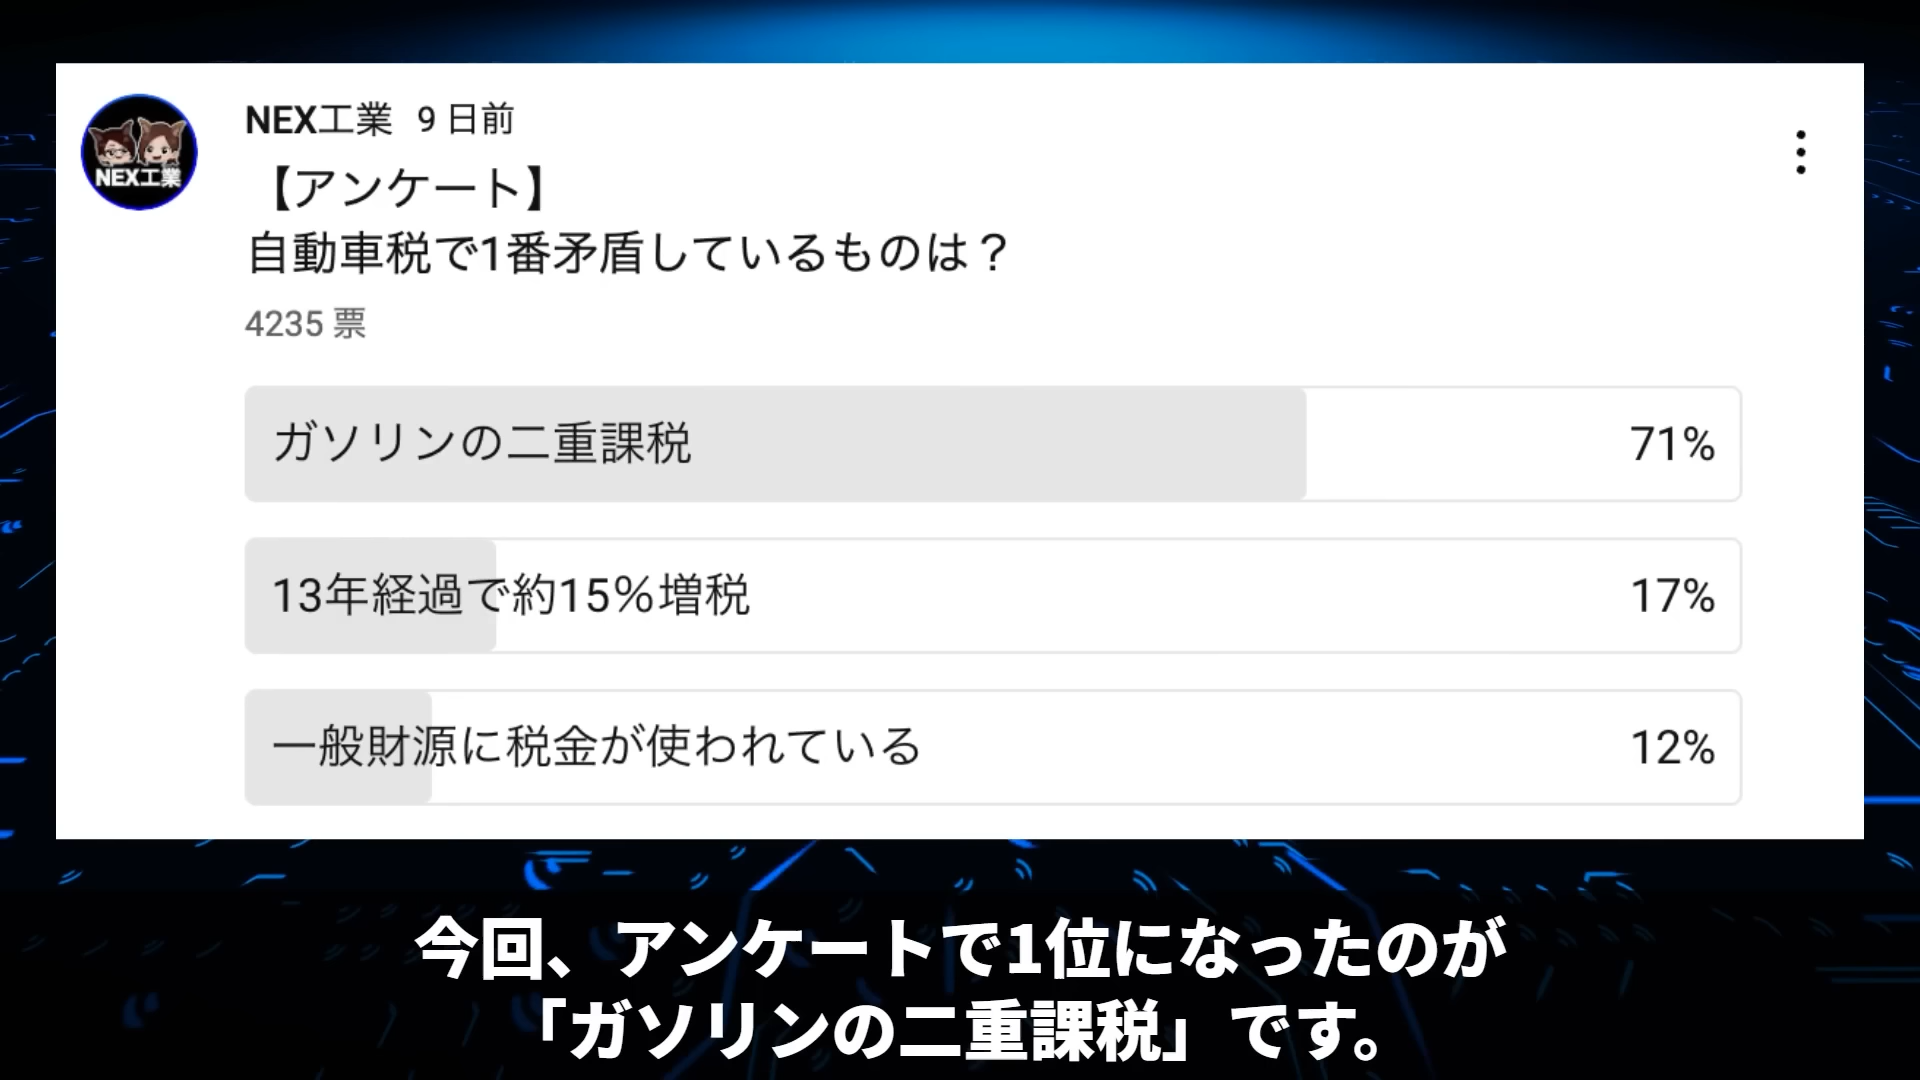 NEX工業
NEX工業 9 日前
【アンケート】
自動車税で1番矛盾しているものは？
4235 票
ガソリンの二重課税 71%
13年経過で約15%増税 17%
一般財源に税金が使われている 12%
今回、アンケートで1位になったのが
「ガソリンの二重課税」です。